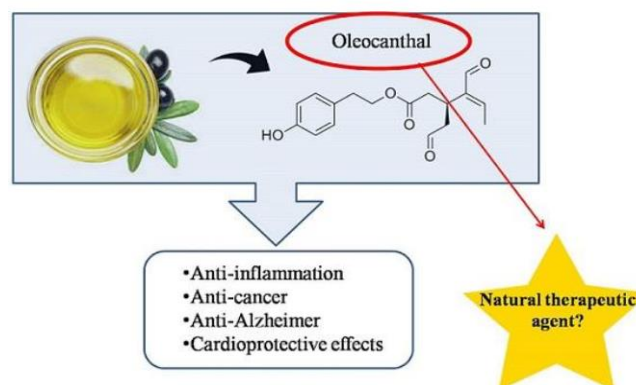 Oleocanthal
O
O
O
HO
O
•Anti-inflammation
•Anti-cancer
•Anti-Alzheimer
•Cardioprotective effects
Natural therapeutic
agent?